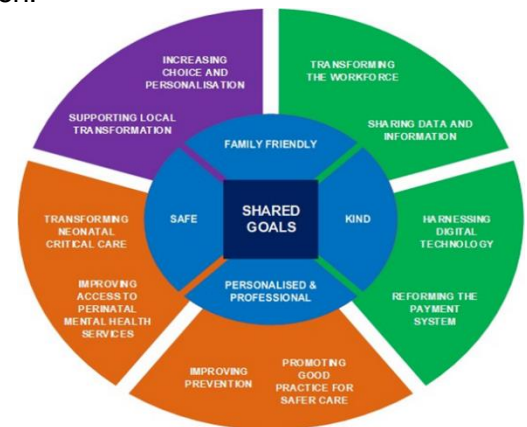 INCREASING
CHOICE AND
PERSONALISATION
SUPPORTING LOCAL
TRANSFORMATION
TRANSFORMING
THE WORKFORCE
SHARING DATA AND
INFORMATION
FAMILY FRIENDLY
SAFE
SHARED
GOALS
KIND
PERSONALISED &
PROFESSIONAL
TRANSFORMING
NEONATAL
CRITICAL CARE
IMPROVING
ACCESS TO
PERINATAL
MENTAL HEALTH
SERVICES
HARNESSING
DIGITAL
TECHNOLOGY
REFORMING THE
PAYMENT
SYSTEM
IMPROVING
PREVENTION
PROMOTING
GOOD
PRACTICE FOR
SAFER CARE